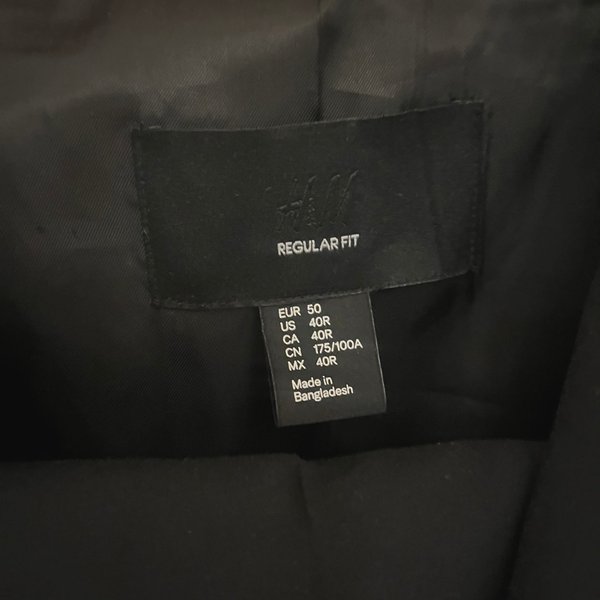 H&M
REGULAR FIT
EUR 50
US 40R
CA 40R
CN 175/100A
MX 40R
Made in
Bangladesh